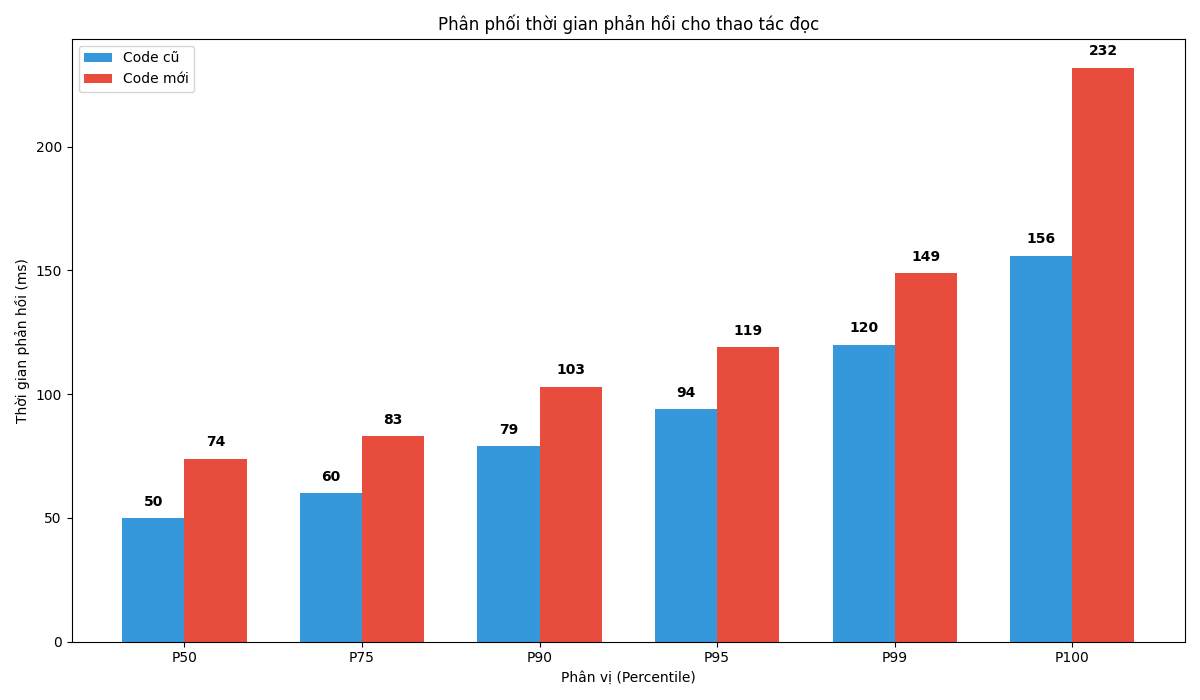 Phân phối thời gian phản hồi cho thao tác đọc
Code cũ
Code mới
Thời gian phản hồi (ms)
200
150
100
50
0
50
74
60
83
79
103
94
119
120
149
156
232
P50
P75
P90
P95
P99
P100
Phân vị (Percentile)